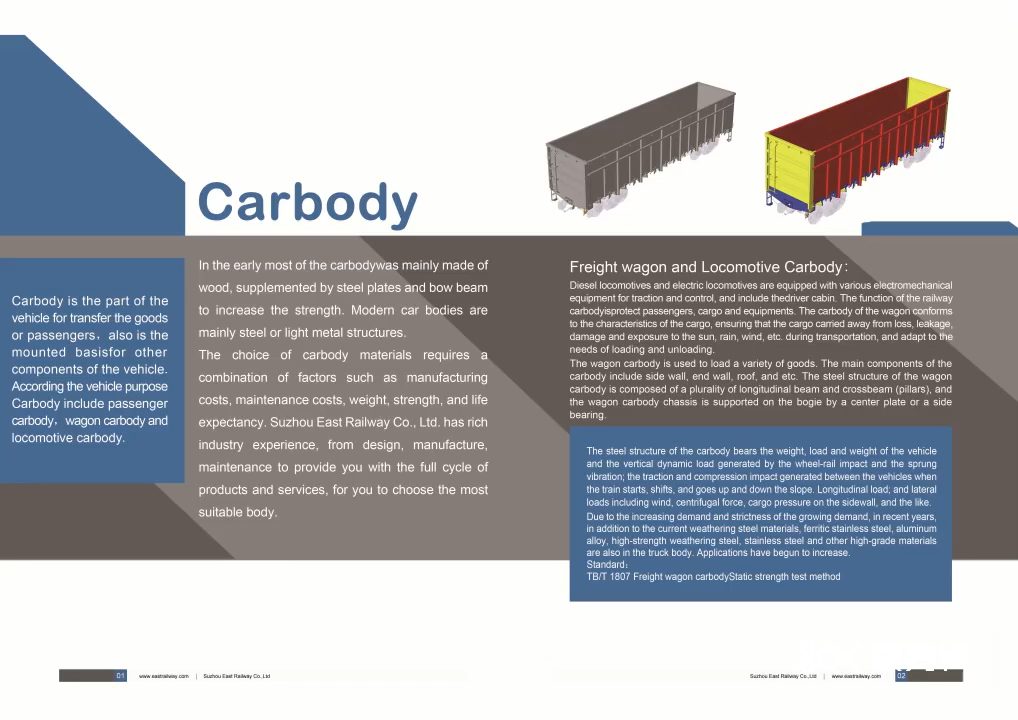 Carbody
Carbody is the part of the
vehicle for transfer the goods
or passengers，also is the
mounted basisfor other
components of the vehicle.
According the vehicle purpose
Carbody include passenger
carbody，wagon carbody and
locomotive carbody.
In the early most of the carbodywas mainly made of
wood, supplemented by steel plates and bow beam
to increase the strength. Modern car bodies are
mainly steel or light metal structures.
The choice of carbody materials requires a
combination of factors such as manufacturing
costs, maintenance costs, weight, strength, and life
expectancy. Suzhou East Railway Co., Ltd. has rich
industry experience, from design, manufacture,
maintenance to provide you with the full cycle of
products and services, for you to choose the most
suitable body.
Freight wagon and Locomotive Carbody：
Diesel locomotives and electric locomotives are equipped with various electromechanical
equipment for traction and control, and include thedriver cabin. The function of the railway
carbodyisprotect passengers, cargo and equipments. The carbody of the wagon conforms
to the characteristics of the cargo, ensuring that the cargo carried away from loss, leakage,
damage and exposure to the sun, rain, wind, etc. during transportation, and adapt to the
needs of loading and unloading.
The wagon carbody is used to load a variety of goods. The main components of the
carbody include side wall, end wall, roof, and etc. The steel structure of the wagon
carbody is composed of a plurality of longitudinal beam and crossbeam (pillars), and
the wagon carbody chassis is supported on the bogie by a center plate or a side
bearing.
The steel structure of the carbody bears the weight, load and weight of the vehicle
and the vertical dynamic load generated by the wheel-rail impact and the sprung
vibration; the traction and compression impact generated between the vehicles when
the train starts, shifts, and goes up and down the slope. Longitudinal load; and lateral
loads including wind, centrifugal force, cargo pressure on the sidewall, and the like.
Due to the increasing demand and strictness of the growing demand, in recent years,
in addition to the current weathering steel materials, ferritic stainless steel, aluminum
alloy, high-strength weathering steel, stainless steel and other high-grade materials
are also in the truck body. Applications have begun to increase.
Standard：
TB/T 1807 Freight wagon carbodyStatic strength test method
01 www.eastrailway.com | Suzhou East Railway Co.,Ltd
Suzhou East Railway Co.,Ltd | www.eastrailway.com 02